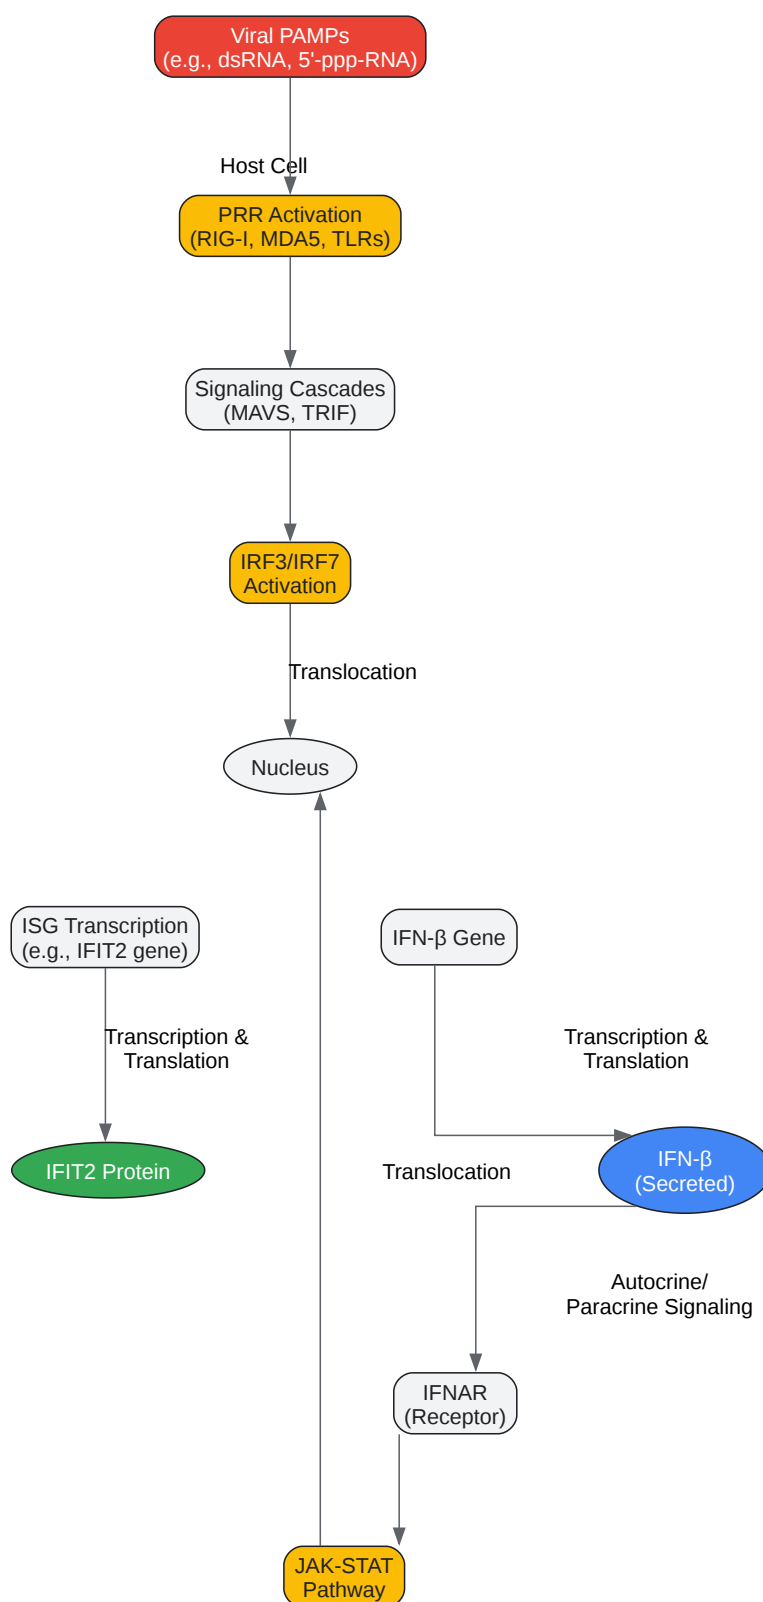 Viral PAMPs
(e.g., dsRNA, 5'-ppp-RNA)
Host Cell
PRR Activation
(RIG-I, MDA5, TLRs)
Signaling Cascades
(MAVS, TRIF)
IRF3/IRF7
Activation
Translocation
Nucleus
ISG Transcription
(e.g., IFIT2 gene)
IFN-β Gene
Transcription &
Translation
Transcription &
Translation
IFIT2 Protein
Translocation
IFN-β
(Secreted)
Autocrine/
Paracrine Signaling
IFNAR
(Receptor)
JAK-STAT
Pathway